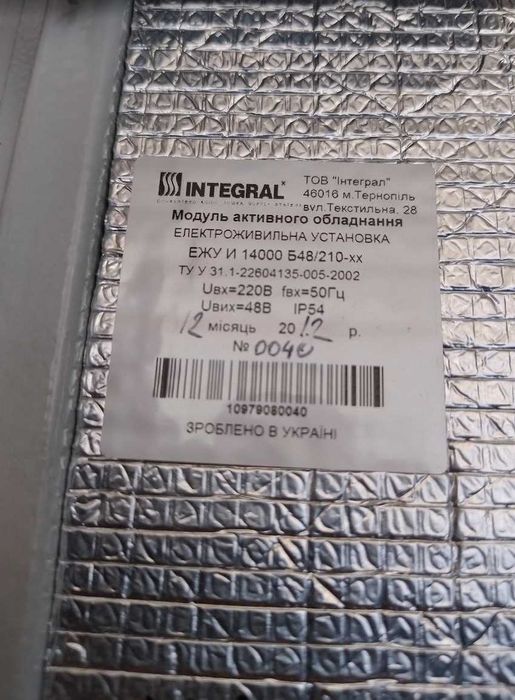 INTEGRAL
ТОВ "Інтеграл"
46016 м.Тернопіль
вул.Текстильна. 28
Модуль активного обладнання
ЕЛЕКТРОЖИВИЛЬНА УСТАНОВКА
ЕЖУ И 14000 Б48/210-хх
ТУ У 31.1-22604135-005-2002
Uвх=220В fвх=50Гц
Uвих=48В IP54
12 місяць 2012 р.
№ 0040
10979080040
ЗРОБЛЕНО В УКРАЇНІ